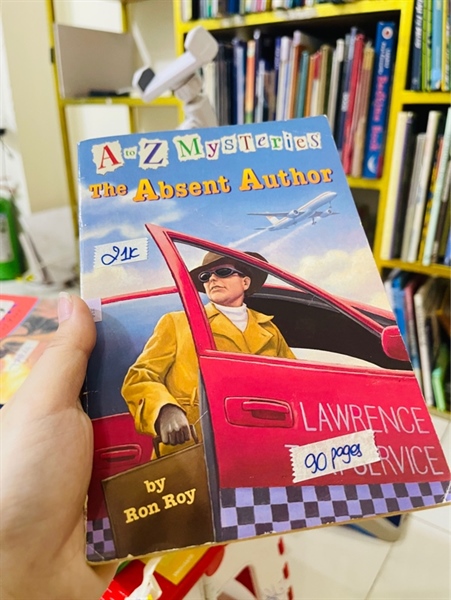 A to Z MYSTERIES
The Absent Author
21K
LAWRENCE
SERVICE
90 pages
by
Ron Roy